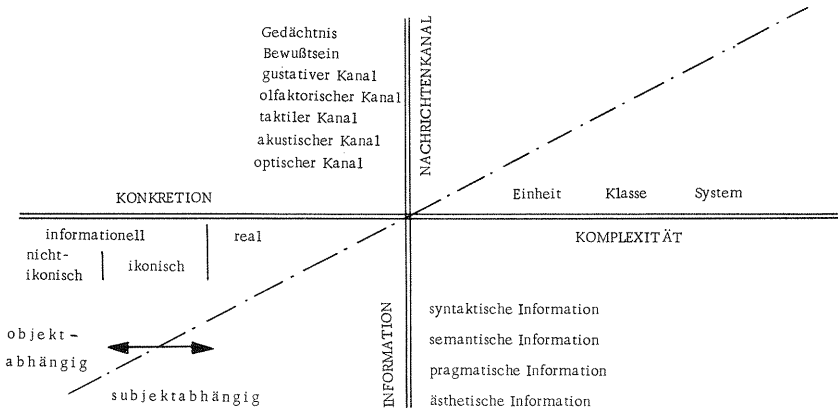 Gedächtnis
Bewußtsein
gustativer Kanal
olfaktorischer Kanal
taktiler Kanal
akustischer Kanal
optischer Kanal
NACHRICHTENKANAL
KONKRETION
Einheit Klasse System
informationell real
KOMPLEXITÄT
nicht-
ikonisch
ikonisch
INFORMATION
syntaktische Information
semantische Information
pragmatische Information
ästhetische Information
objekt-
abhängig
subjektabhängig